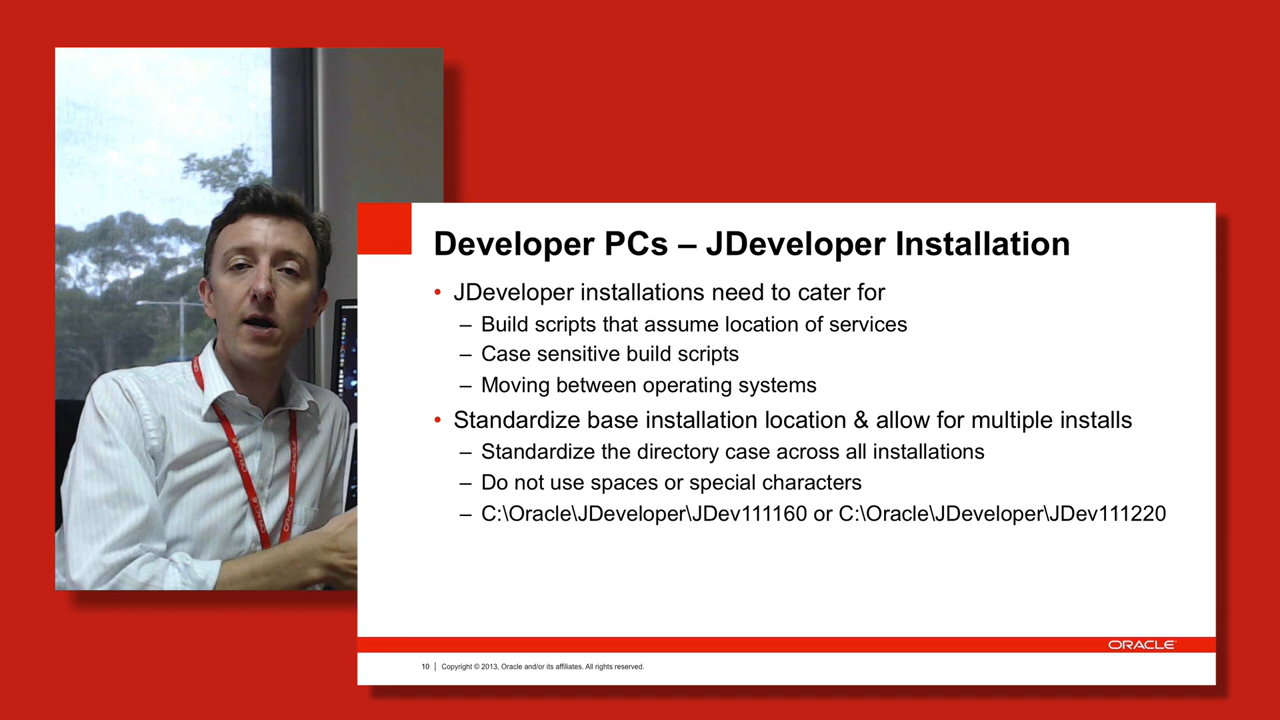 Developer PCs – JDeveloper Installation
• JDeveloper installations need to cater for
– Build scripts that assume location of services
– Case sensitive build scripts
– Moving between operating systems
• Standardize base installation location & allow for multiple installs
– Standardize the directory case across all installations
– Do not use spaces or special characters
– C:\Oracle\JDeveloper\JDev111160 or C:\Oracle\JDeveloper\JDev111220
ORACLE
10 | Copyright © 2013, Oracle and/or its affiliates. All rights reserved.